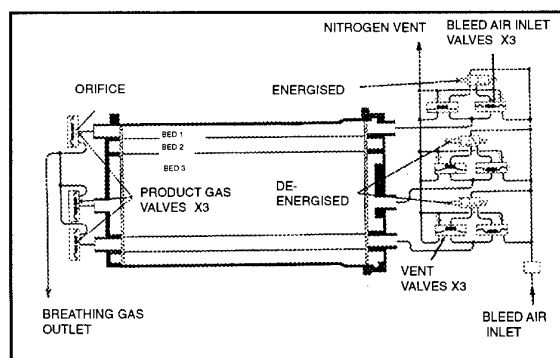 NITROGEN VENT
BLEED AIR INLET
VALVES X3
ORIFICE
ENERGISED
BED 1
BED 2
BED 3
PRODUCT GAS
VALVES X3
DE-
ENERGISED
VENT
VALVES X3
BREATHING GAS
OUTLET
BLEED AIR
INLET